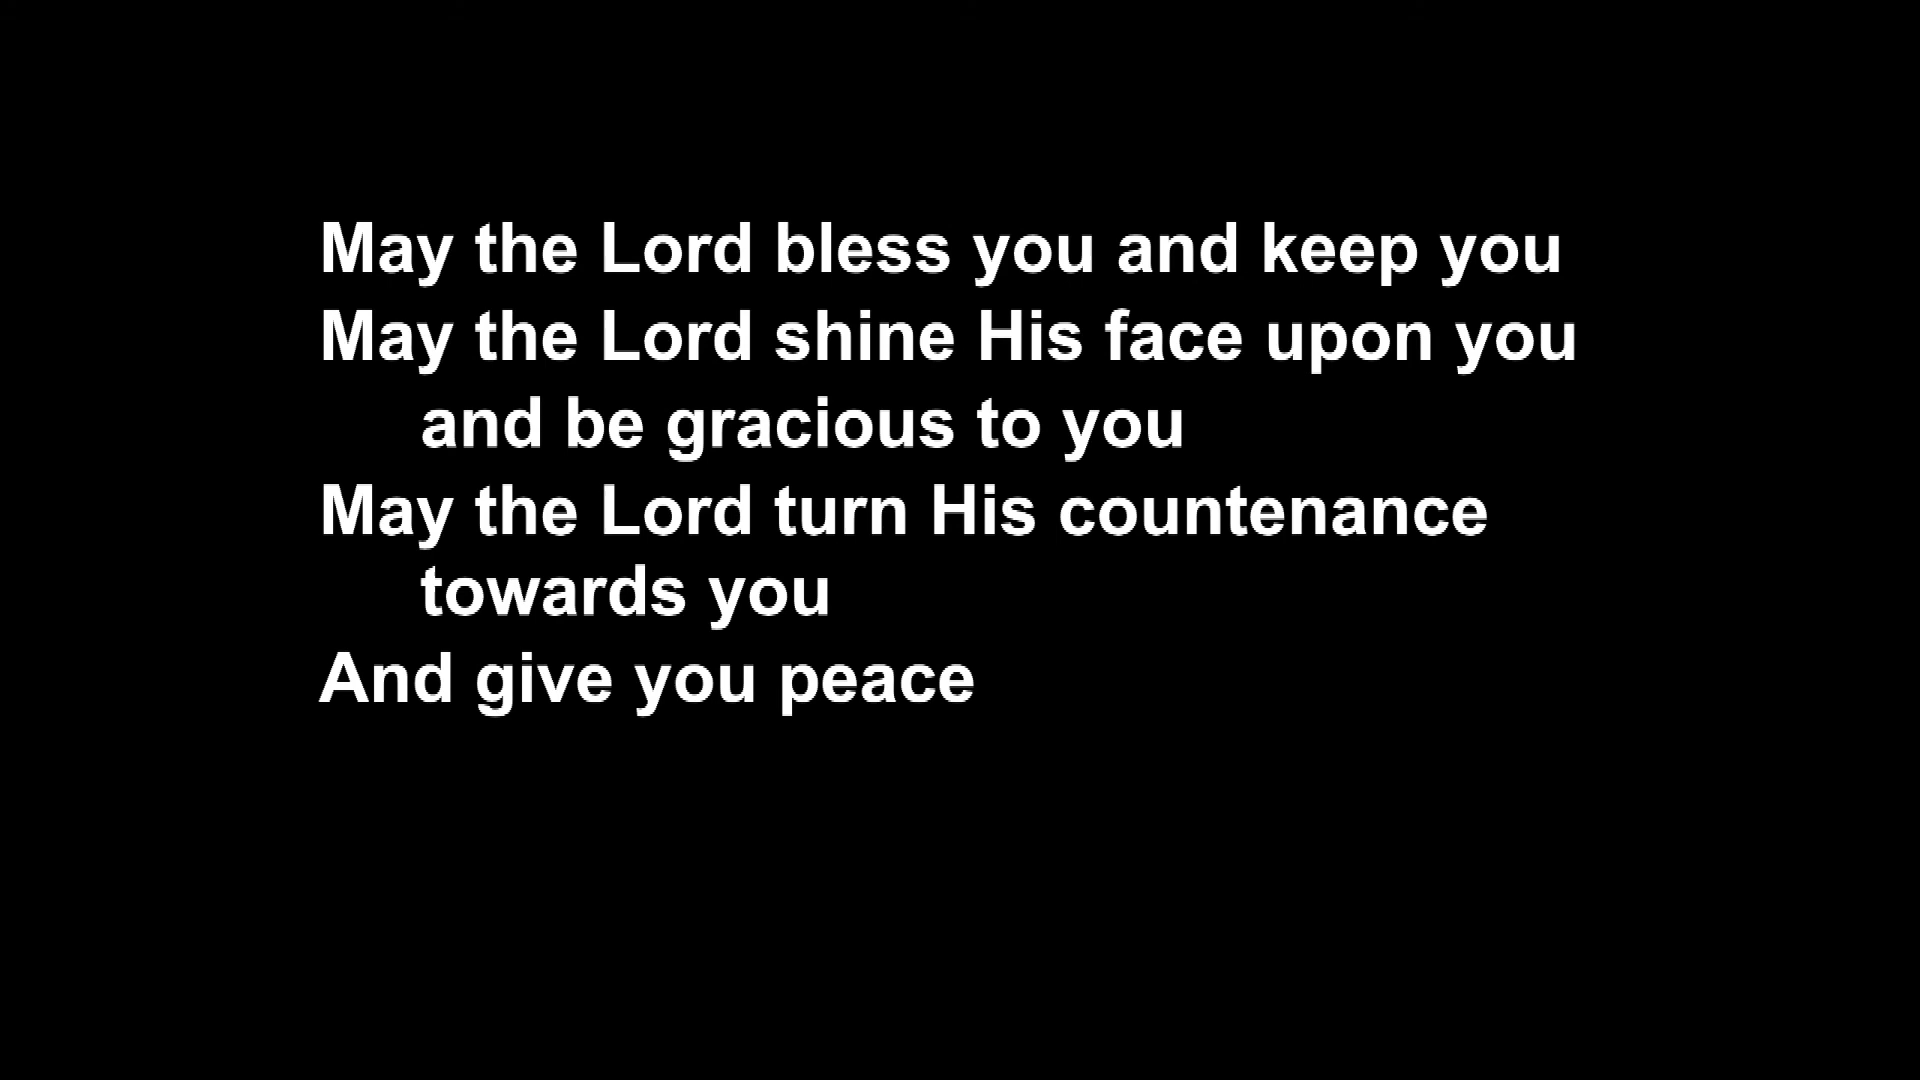 May the Lord bless you and keep you
May the Lord shine His face upon you
and be gracious to you
May the Lord turn His countenance
towards you
And give you peace